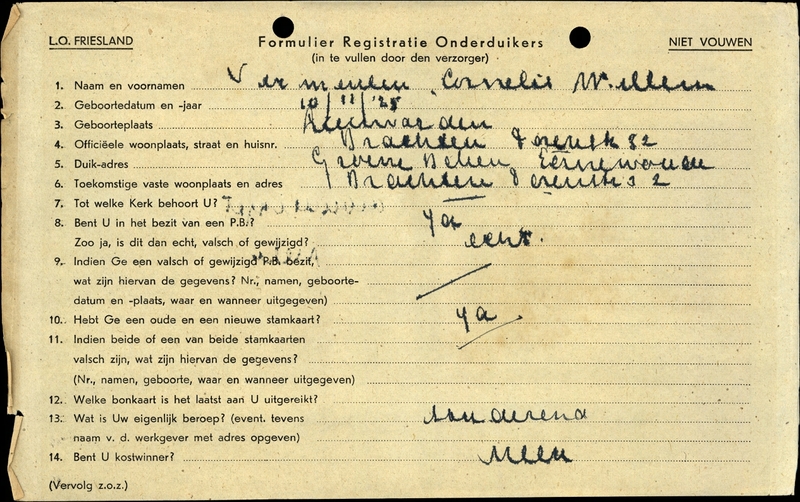 L.O. FRIESLAND
Formulier Registratie Onderduikers
NIET VOUWEN
(in te vullen door den verzorger)
1. Naam en voornamen Vermeulen, Cornelis Willem
2. Geboortedatum en -jaar 10/11/'25
3. Geboorteplaats Leeuwarden
4. Officiëele woonplaats, straat en huisnr. Drachten 82
5. Duik-adres Eernewoude
6. Toekomstige vaste woonplaats en adres Drachten
7. Tot welke Kerk behoort U? —
8. Bent U in het bezit van een P.B.? ya
Zoo ja, is dit dan echt, valsch of gewijzigd? echt.
9. Indien Ge een valsch of gewijzigd P.B. bezit,
wat zijn hiervan de gegevens? Nr., namen, geboorte-
datum en -plaats, waar en wanneer uitgegeven)
10. Hebt Ge een oude en een nieuwe stamkaart? ya.
11. Indien beide of een van beide stamkaarten
valsch zijn, wat zijn hiervan de gegevens?
(Nr., namen, geboorte, waar en wanneer uitgegeven)
12. Welke bonkaart is het laatst aan U uitgereikt?
13. Wat is Uw eigenlijk beroep? (event. tevens
naam v. d. werkgever met adres opgeven)
14. Bent U kostwinner? Neen
(Vervolg z.o.z.)